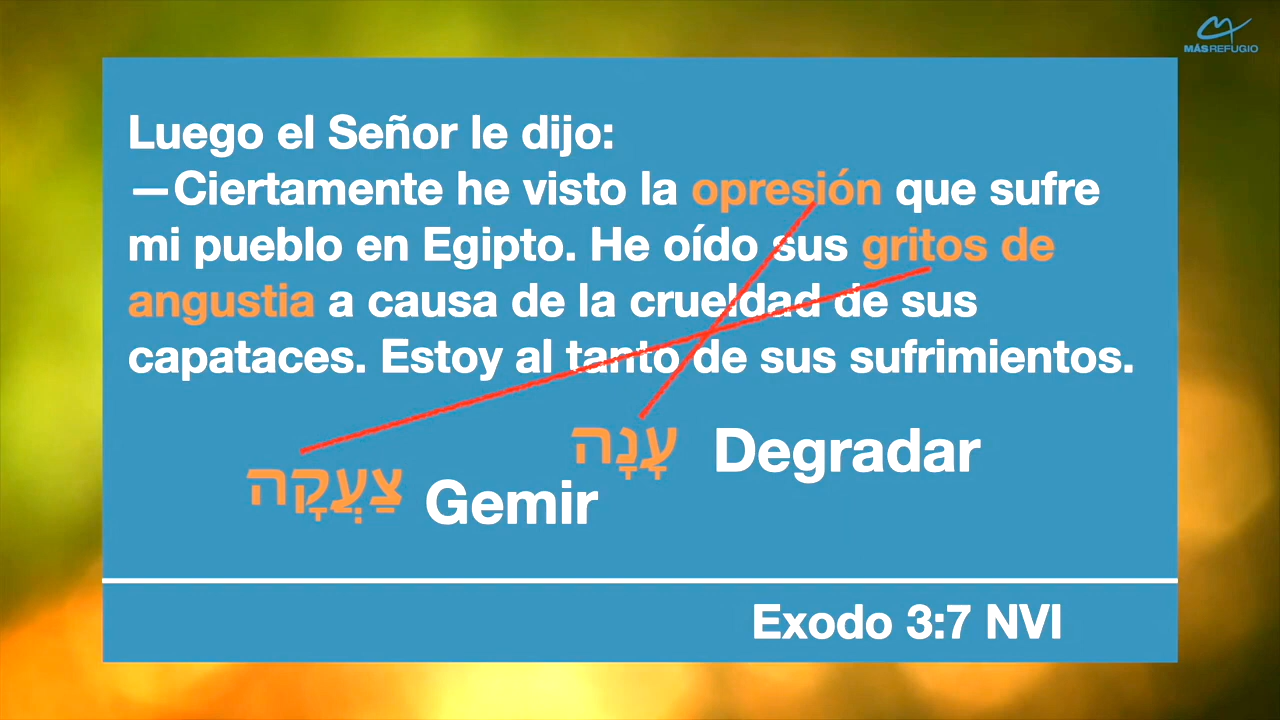 MÁSREFUGIO
Luego el Señor le dijo:
—Ciertamente he visto la opresión que sufre
mi pueblo en Egipto. He oído sus gritos de
angustia a causa de la crueldad de sus
capataces. Estoy al tanto de sus sufrimientos.
עָנָה Degradar
צַעֲקָה Gemir
Exodo 3:7 NVI